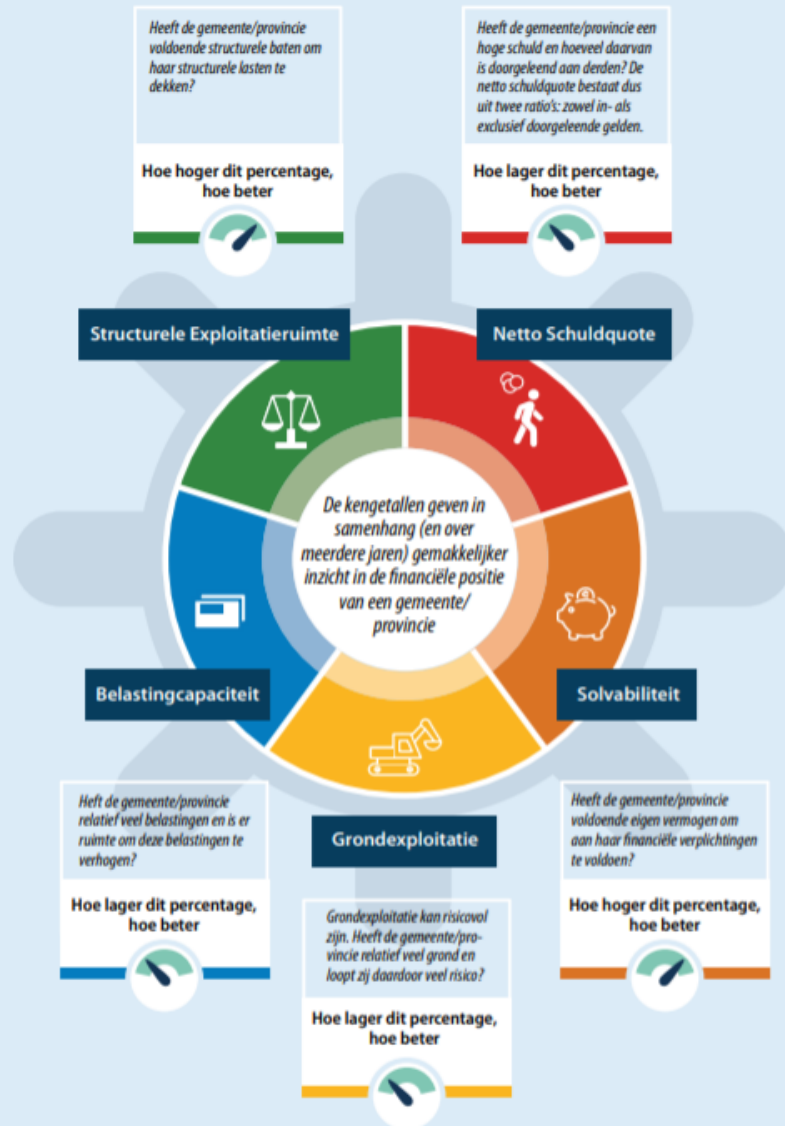 Heeft de gemeente/provincie
voldoende structurele baten om
haar structurele lasten te
dekken?
Hoe hoger dit percentage,
hoe beter
Heeft de gemeente/provincie een
hoge schuld en hoeveel daarvan
is doorgeleend aan derden? De
netto schuldquote bestaat dus
uit twee ratio's: zowel in- als
exclusief doorgeleende gelden.
Hoe lager dit percentage,
hoe beter
Structurele Exploitatieruimte
Netto Schuldquote
De kengetallen geven in
samenhang (en over
meerdere jaren) gemakkelijker
inzicht in de financiële positie
van een gemeente/
provincie
Belastingcapaciteit
Solvabiliteit
Grondexploitatie
Heft de gemeente/provincie
relatief veel belastingen en is er
ruimte om deze belastingen te
verhogen?
Hoe lager dit percentage,
hoe beter
Grondexploitatie kan risicovol
zijn. Heeft de gemeente/pro-
vincie relatief veel grond en
loopt zij daardoor veel risico?
Hoe lager dit percentage,
hoe beter
Heeft de gemeente/provincie
voldoende eigen vermogen om
aan haar financiële verplichtingen
te voldoen?
Hoe hoger dit percentage,
hoe beter